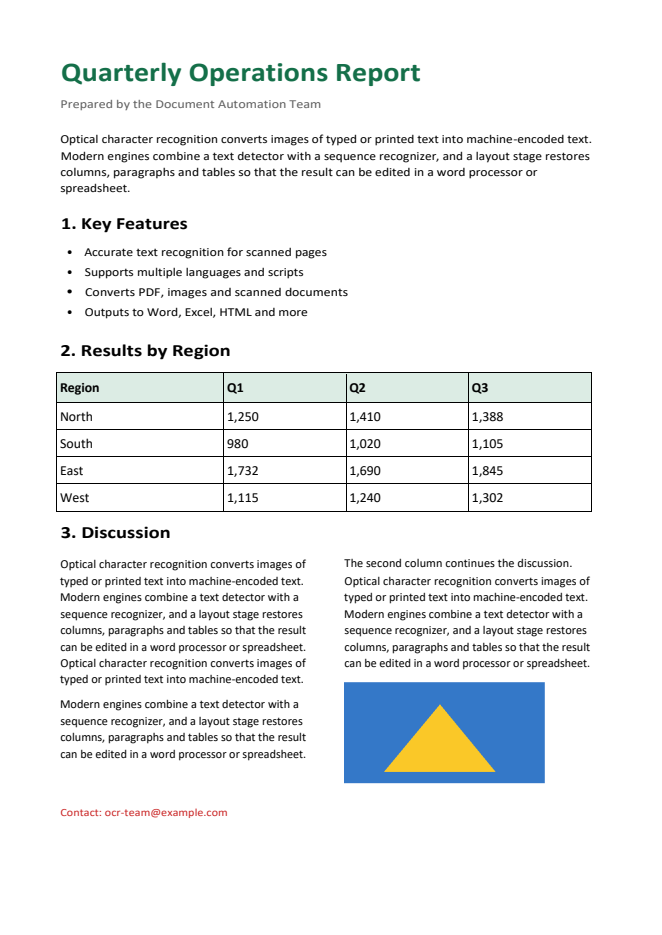 Quarterly Operations Report
Prepared by the Document Automation Team
Optical character recognition converts images of typed or printed text into machine-encoded text.
Modern engines combine a text detector with a sequence recognizer, and a layout stage restores
columns, paragraphs and tables so that the result can be edited in a word processor or
spreadsheet.
1. Key Features
• Accurate text recognition for scanned pages
• Supports multiple languages and scripts
• Converts PDF, images and scanned documents
• Outputs to Word, Excel, HTML and more
2. Results by Region
Region Q1 Q2 Q3
North 1,250 1,410 1,388
South 980 1,020 1,105
East 1,732 1,690 1,845
West 1,115 1,240 1,302
3. Discussion
Optical character recognition converts images of
typed or printed text into machine-encoded text.
Modern engines combine a text detector with a
sequence recognizer, and a layout stage restores
columns, paragraphs and tables so that the result
can be edited in a word processor or spreadsheet.
Optical character recognition converts images of
typed or printed text into machine-encoded text.
Modern engines combine a text detector with a
sequence recognizer, and a layout stage restores
columns, paragraphs and tables so that the result
can be edited in a word processor or spreadsheet.
The second column continues the discussion.
Optical character recognition converts images of
typed or printed text into machine-encoded text.
Modern engines combine a text detector with a
sequence recognizer, and a layout stage restores
columns, paragraphs and tables so that the result
can be edited in a word processor or spreadsheet.
Contact: ocr-team@example.com